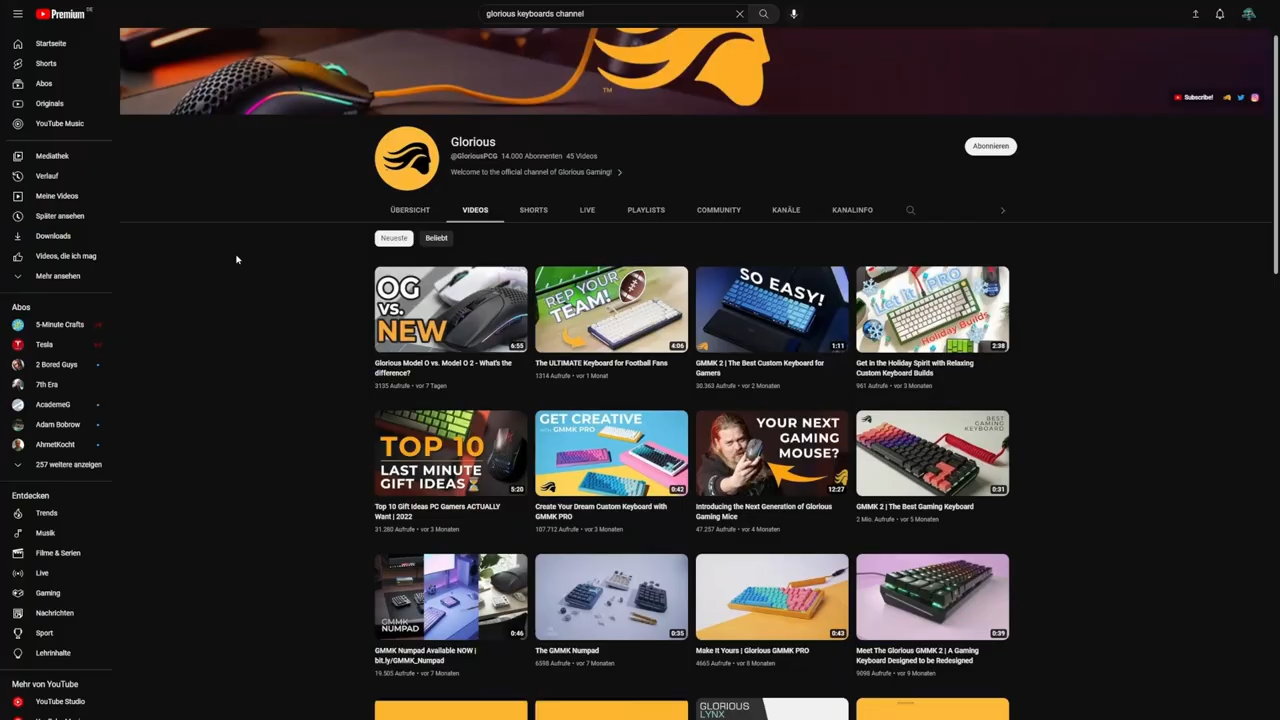 Premium DE
glorious keyboards channel
Startseite
Shorts
Abos
Originals
YouTube Music
Mediathek
Verlauf
Meine Videos
Später ansehen
Downloads
Videos, die ich mag
Mehr ansehen
Abos
5-Minute Crafts
Tesla
2 Bored Guys
7th Era
AcademeG
Adam Bobrow
AhmetKocht
257 weitere anzeigen
Entdecken
Trends
Musik
Filme & Serien
Live
Gaming
Nachrichten
Sport
Lehrinhalte
Mehr von YouTube
YouTube Studio
TM
Subscribe!
Glorious
@GloriousPCG 14.000 Abonnenten 45 Videos
Welcome to the official channel of Glorious Gaming!
Abonnieren
ÜBERSICHT VIDEOS SHORTS LIVE PLAYLISTS COMMUNITY KANÄLE KANALINFO
Neueste Beliebt
OG
VS.
NEW
6:55
Glorious Model O vs. Model O 2 - What's the
difference?
3135 Aufrufe • vor 7 Tagen
REP YOUR
TEAM!
4:06
The ULTIMATE Keyboard for Football Fans
1314 Aufrufe • vor 1 Monat
SO EASY!
1:11
GMMK 2 | The Best Custom Keyboard for
Gamers
30.363 Aufrufe • vor 2 Monaten
Let it PRO
Holiday Builds
2:38
Get in the Holiday Spirit with Relaxing
Custom Keyboard Builds
961 Aufrufe • vor 3 Monaten
TOP 10
LAST MINUTE
GIFT IDEAS
5:20
Top 10 Gift Ideas PC Gamers ACTUALLY
Want | 2022
31.280 Aufrufe • vor 3 Monaten
GET CREATIVE
WITH GMMK PRO
0:42
Create Your Dream Custom Keyboard with
GMMK PRO
107.712 Aufrufe • vor 3 Monaten
YOUR NEXT
GAMING
MOUSE?
12:27
Introducing the Next Generation of Glorious
Gaming Mice
47.257 Aufrufe • vor 4 Monaten
BEST
GAMING
KEYBOARD
0:31
GMMK 2 | The Best Gaming Keyboard
2 Mio. Aufrufe • vor 5 Monaten
GMMK
NUMPAD
0:46
GMMK Numpad Available NOW |
bit.ly/GMMK_Numpad
19.505 Aufrufe • vor 7 Monaten
0:35
The GMMK Numpad
6598 Aufrufe • vor 7 Monaten
0:43
Make It Yours | Glorious GMMK PRO
4665 Aufrufe • vor 8 Monaten
0:39
Meet The Glorious GMMK 2 | A Gaming
Keyboard Designed to be Redesigned
9098 Aufrufe • vor 9 Monaten
GLORIOUS
LYNX